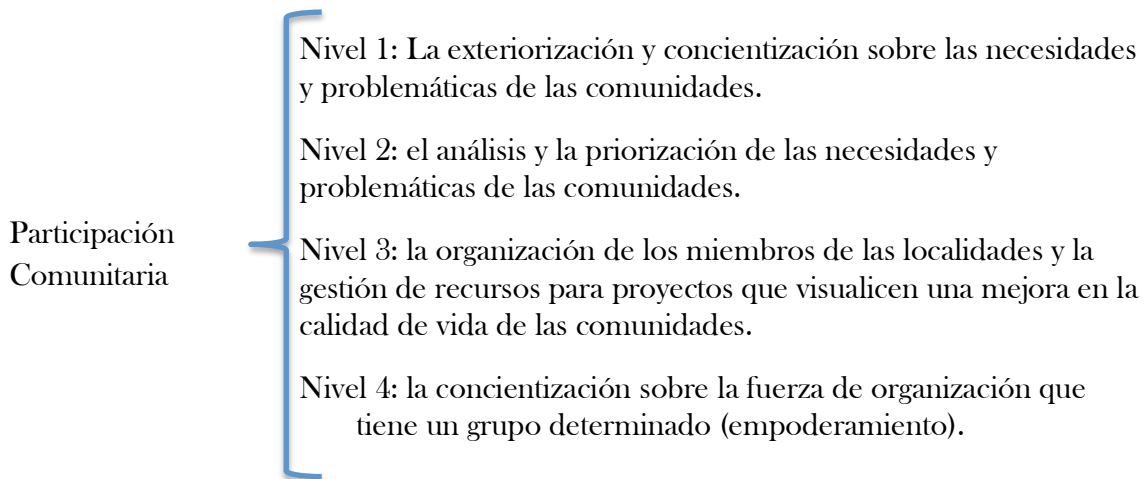 Participación
Comunitaria
Nivel 1: La exteriorización y concientización sobre las necesidades
y problemáticas de las comunidades.
Nivel 2: el análisis y la priorización de las necesidades y
problemáticas de las comunidades.
Nivel 3: la organización de los miembros de las localidades y la
gestión de recursos para proyectos que visualicen una mejora en la
calidad de vida de las comunidades.
Nivel 4: la concientización sobre la fuerza de organización que
tiene un grupo determinado (empoderamiento).